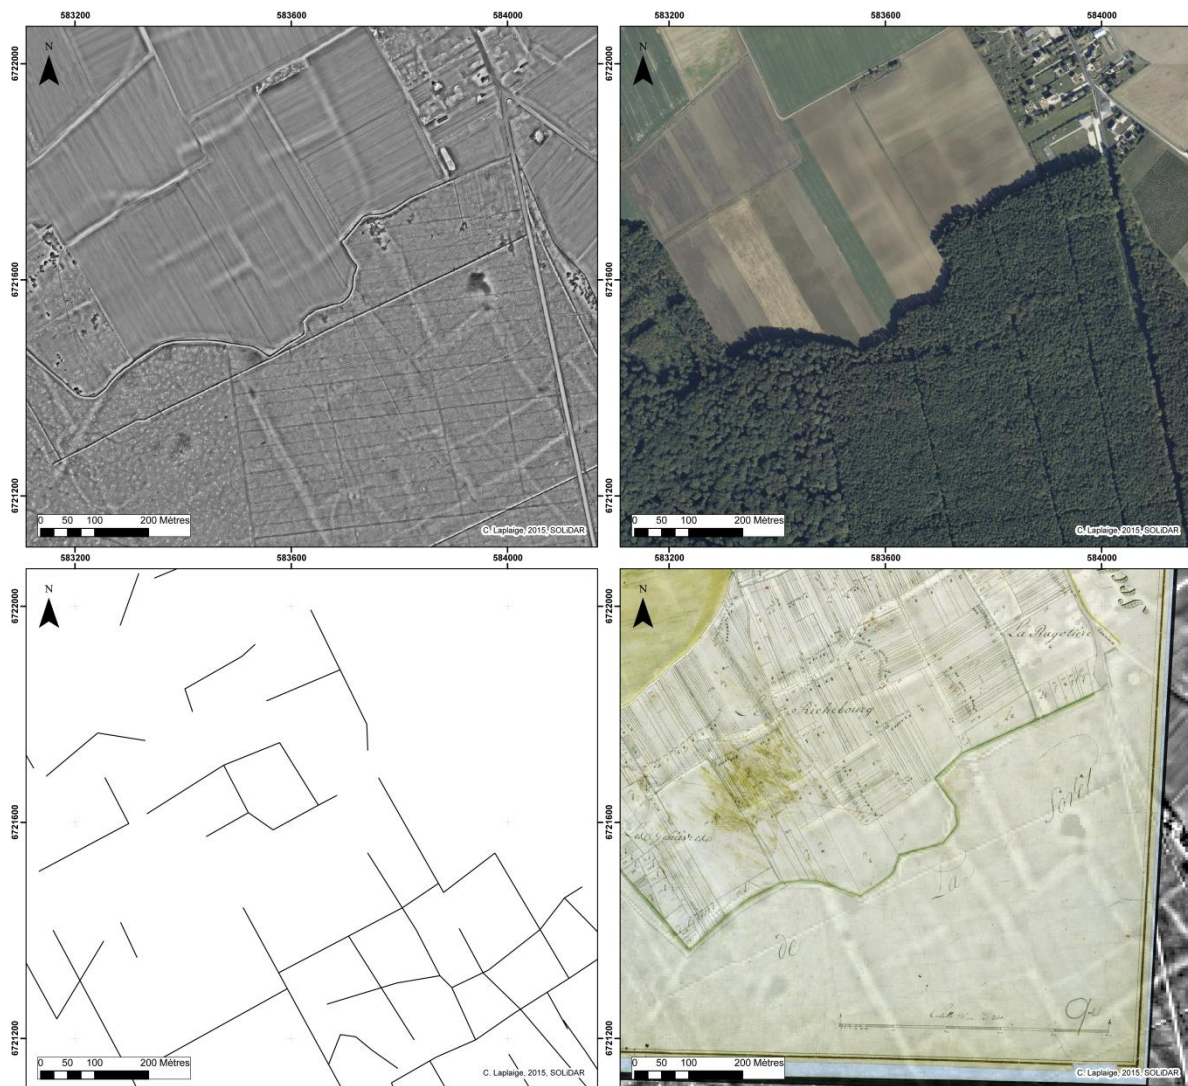 583200 583600 584000
583200 583600 584000
6722000
N
6721600
6721200
0 50 100 200 Mètres
C. Laplaige, 2015, SOLiDAR
6722000
N
6721600
6721200
0 50 100 200 Mètres
C. Laplaige, 2015, SOLiDAR
583200 583600 584000
583200 583600 584000
6722000
N
6721600
6721200
0 50 100 200 Mètres
C. Laplaige, 2015, SOLiDAR
6722000
N
La Ragotière
Richebourg
6721600
Forêt
La
de
6721200
0 50 100 200 Mètres
C. Laplaige, 2015, SOLiDAR